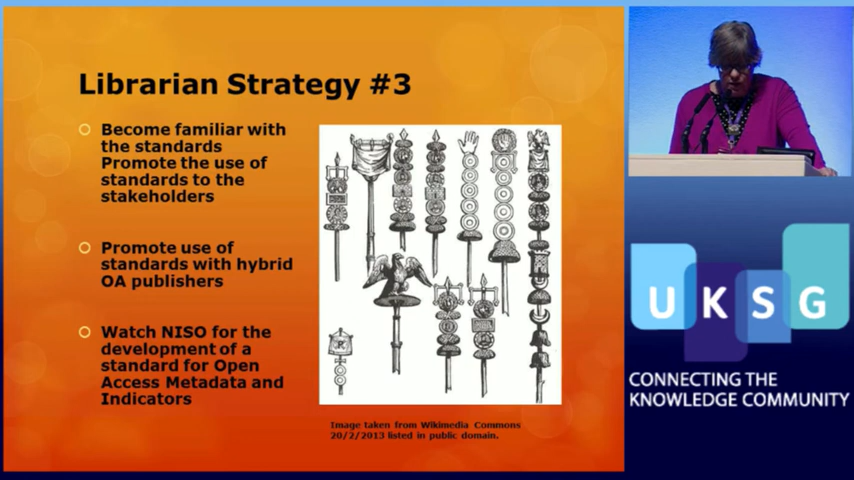 Librarian Strategy #3
Become familiar with
the standards
Promote the use of
standards to the
stakeholders
Promote use of
standards with hybrid
OA publishers
Watch NISO for the
development of a
standard for Open
Access Metadata and
Indicators
Image taken from Wikimedia Commons
20/2/2013 listed in public domain.
UKSG
CONNECTING THE
KNOWLEDGE COMMUNITY